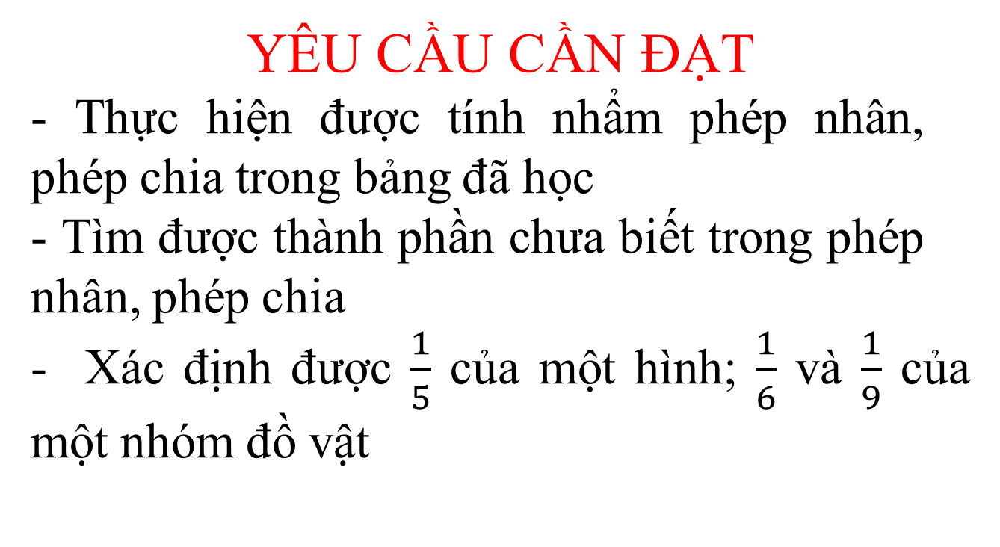 YÊU CẦU CẦN ĐẠT
- Thực hiện được tính nhẩm phép nhân,
phép chia trong bảng đã học
- Tìm được thành phần chưa biết trong phép
nhân, phép chia
- Xác định được 1/5 của một hình; 1/6 và 1/9 của
một nhóm đồ vật